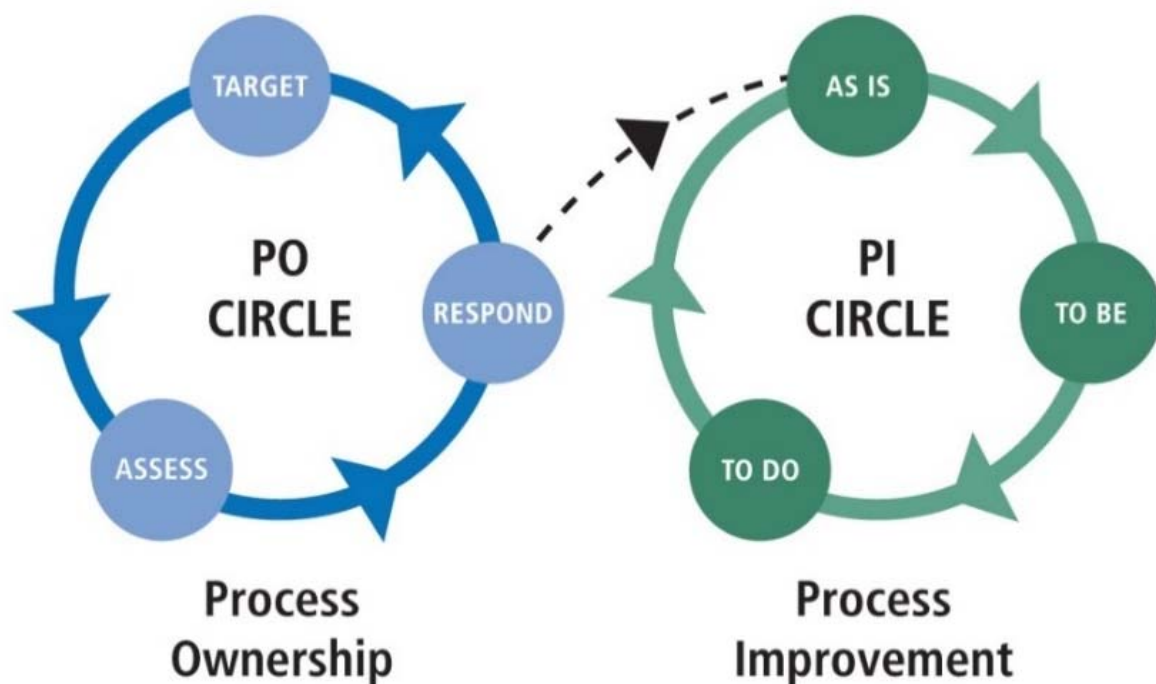 TARGET
PO
CIRCLE
RESPOND
ASSESS
Process
Ownership
AS IS
PI
CIRCLE
TO BE
TO DO
Process
Improvement